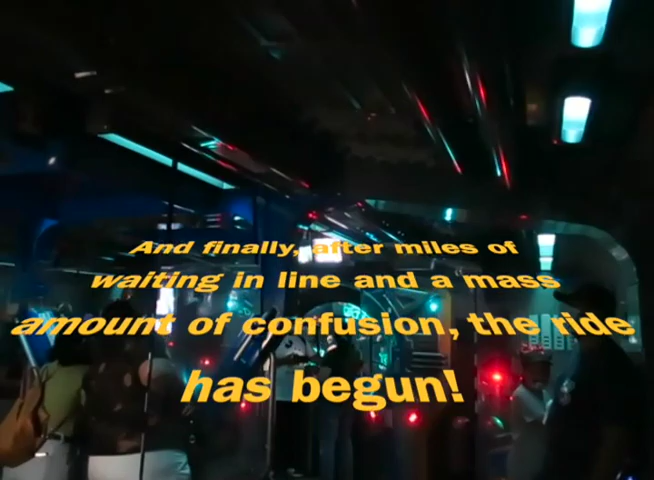 And finally, after miles of
waiting in line and a mass
amount of confusion, the ride
has begun!